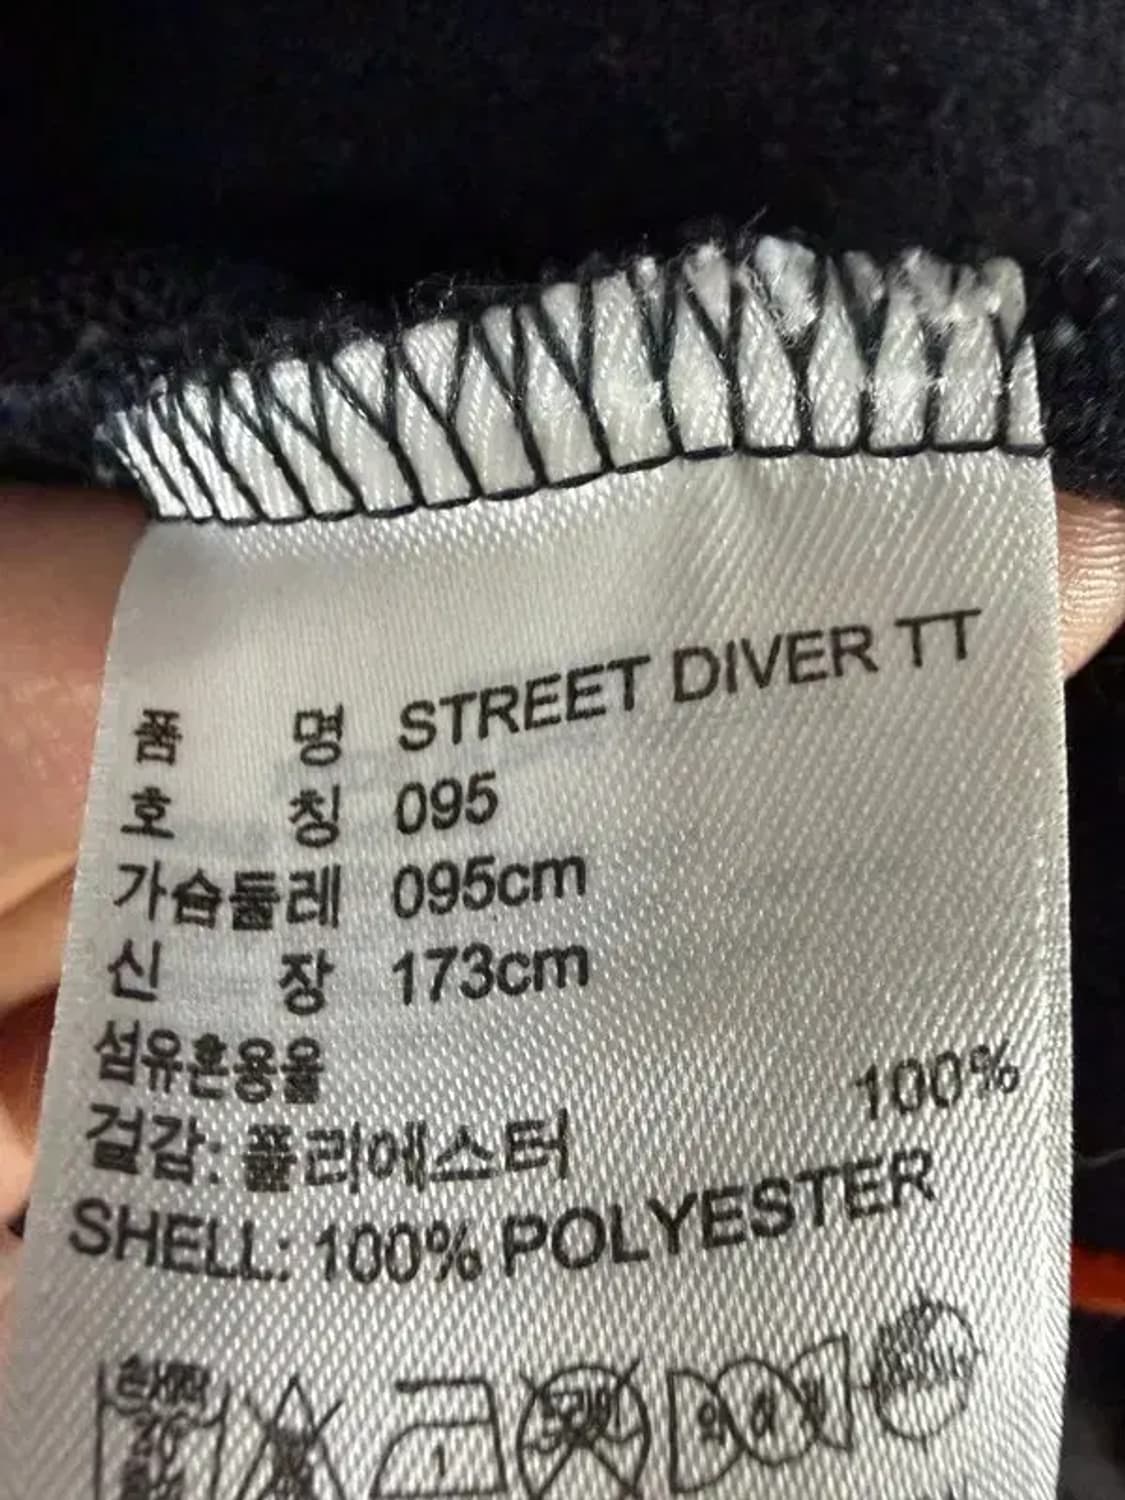 품 명 STREET DIVER TT
호 칭 095
가슴둘레 095cm
신 장 173cm
섬유혼용율
겉감: 폴리에스터 100%
SHELL: 100% POLYESTER
1